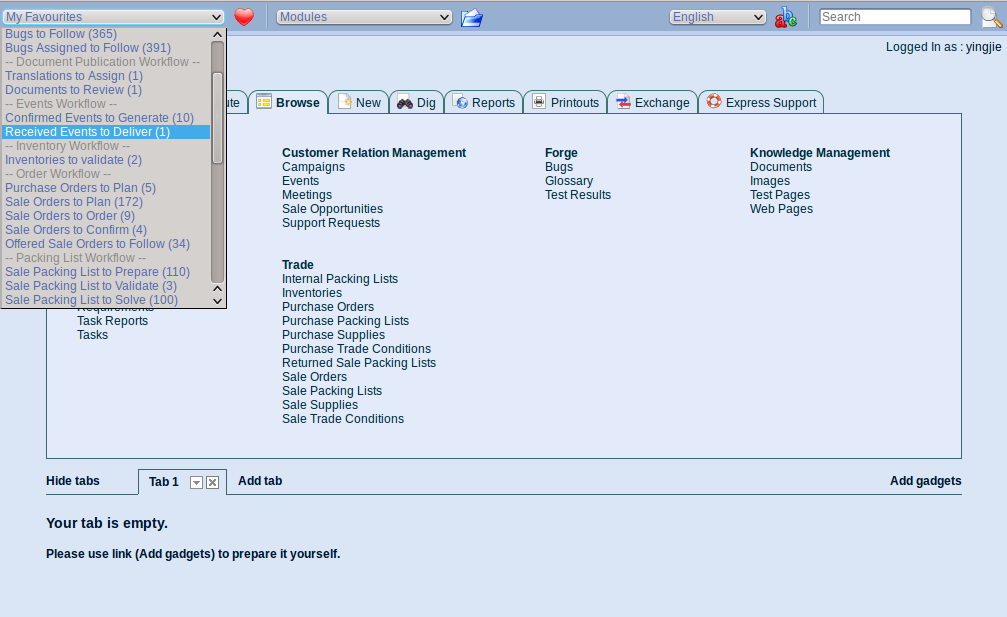 My Favourites
Modules
English
Search
Bugs to Follow (365)
Bugs Assigned to Follow (391)
-- Document Publication Workflow --
Translations to Assign (1)
Documents to Review (1)
-- Events Workflow --
Confirmed Events to Generate (10)
Received Events to Deliver (1)
-- Inventory Workflow --
Inventories to validate (2)
-- Order Workflow --
Purchase Orders to Plan (5)
Sale Orders to Plan (172)
Sale Orders to Order (9)
Sale Orders to Confirm (4)
Offered Sale Orders to Follow (34)
-- Packing List Workflow --
Sale Packing List to Prepare (110)
Sale Packing List to Validate (3)
Sale Packing List to Solve (100)
Logged In as : yingjie
Browse
New
Dig
Reports
Printouts
Exchange
Express Support
Requirements
Task Reports
Tasks
Customer Relation Management
Campaigns
Events
Meetings
Sale Opportunities
Support Requests
Forge
Bugs
Glossary
Test Results
Knowledge Management
Documents
Images
Test Pages
Web Pages
Trade
Internal Packing Lists
Inventories
Purchase Orders
Purchase Packing Lists
Purchase Supplies
Purchase Trade Conditions
Returned Sale Packing Lists
Sale Orders
Sale Packing Lists
Sale Supplies
Sale Trade Conditions
Hide tabs
Tab 1
Add tab
Add gadgets
Your tab is empty.
Please use link (Add gadgets) to prepare it yourself.